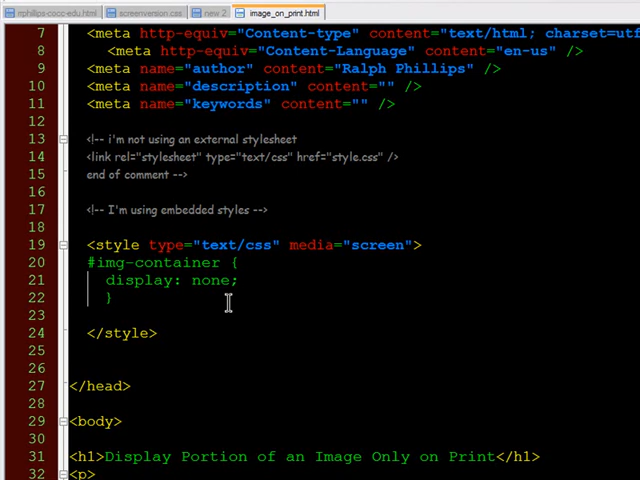 rrphillips-cocc-edu.html screenversion.css new 2 image_on_print.html
7 <meta http-equiv="Content-type" content="text/html; charset=utf
8 <meta http-equiv="Content-Language" content="en-us" />
9 <meta name="author" content="Ralph Phillips" />
10 <meta name="description" content="" />
11 <meta name="keywords" content="" />
12
13 <!-- i'm not using an external stylesheet
14 <link rel="stylesheet" type="text/css" href="style.css" />
15 end of comment -->
16
17 <!-- I'm using embedded styles -->
18
19 <style type="text/css" media="screen">
20 #img-container {
21 display: none;
22 }
23
24 </style>
25
26
27 </head>
28
29 <body>
30
31 <h1>Display Portion of an Image Only on Print</h1>
32 <p>